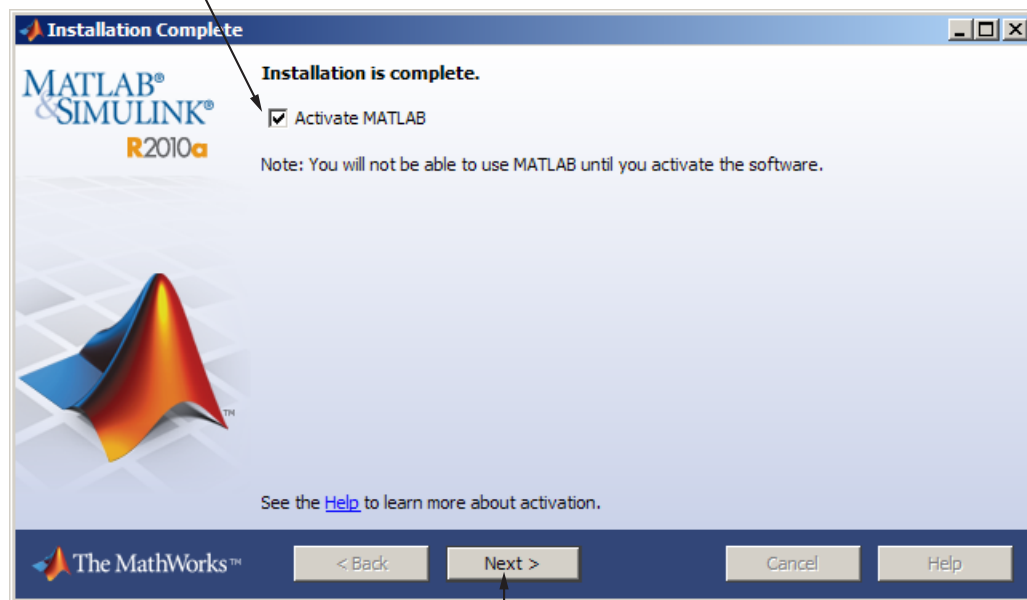 Installation Complete
MATLAB®
&SIMULINK®
R2010a
Installation is complete.
Activate MATLAB
Note: You will not be able to use MATLAB until you activate the software.
TM
See the Help to learn more about activation.
The MathWorks™
< Back
Next >
Cancel
Help